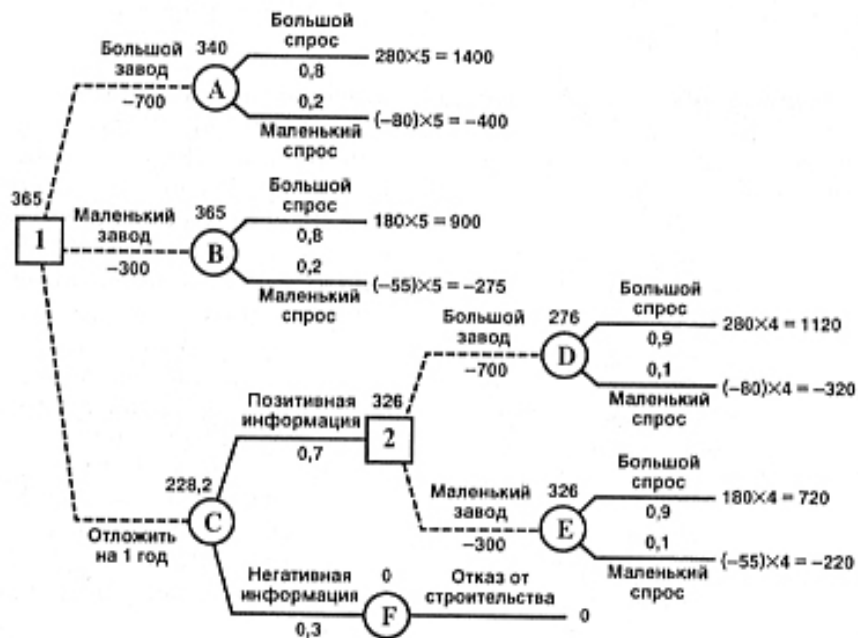 Большой
завод
–700
340
A
Большой
спрос
0,8
280×5 = 1400
0,2
Маленький
спрос
(–80)×5 = –400
365
1
Маленький
завод
–300
365
B
Большой
спрос
0,8
180×5 = 900
0,2
Маленький
спрос
(–55)×5 = –275
Отложить
на 1 год
228,2
C
Позитивная
информация
0,7
326
2
Большой
завод
–700
276
D
Большой
спрос
0,9
280×4 = 1120
0,1
Маленький
спрос
(–80)×4 = –320
Маленький
завод
–300
326
E
Большой
спрос
0,9
180×4 = 720
0,1
Маленький
спрос
(–55)×4 = –220
Негативная
информация
0,3
0
F
Отказ от
строительства
0